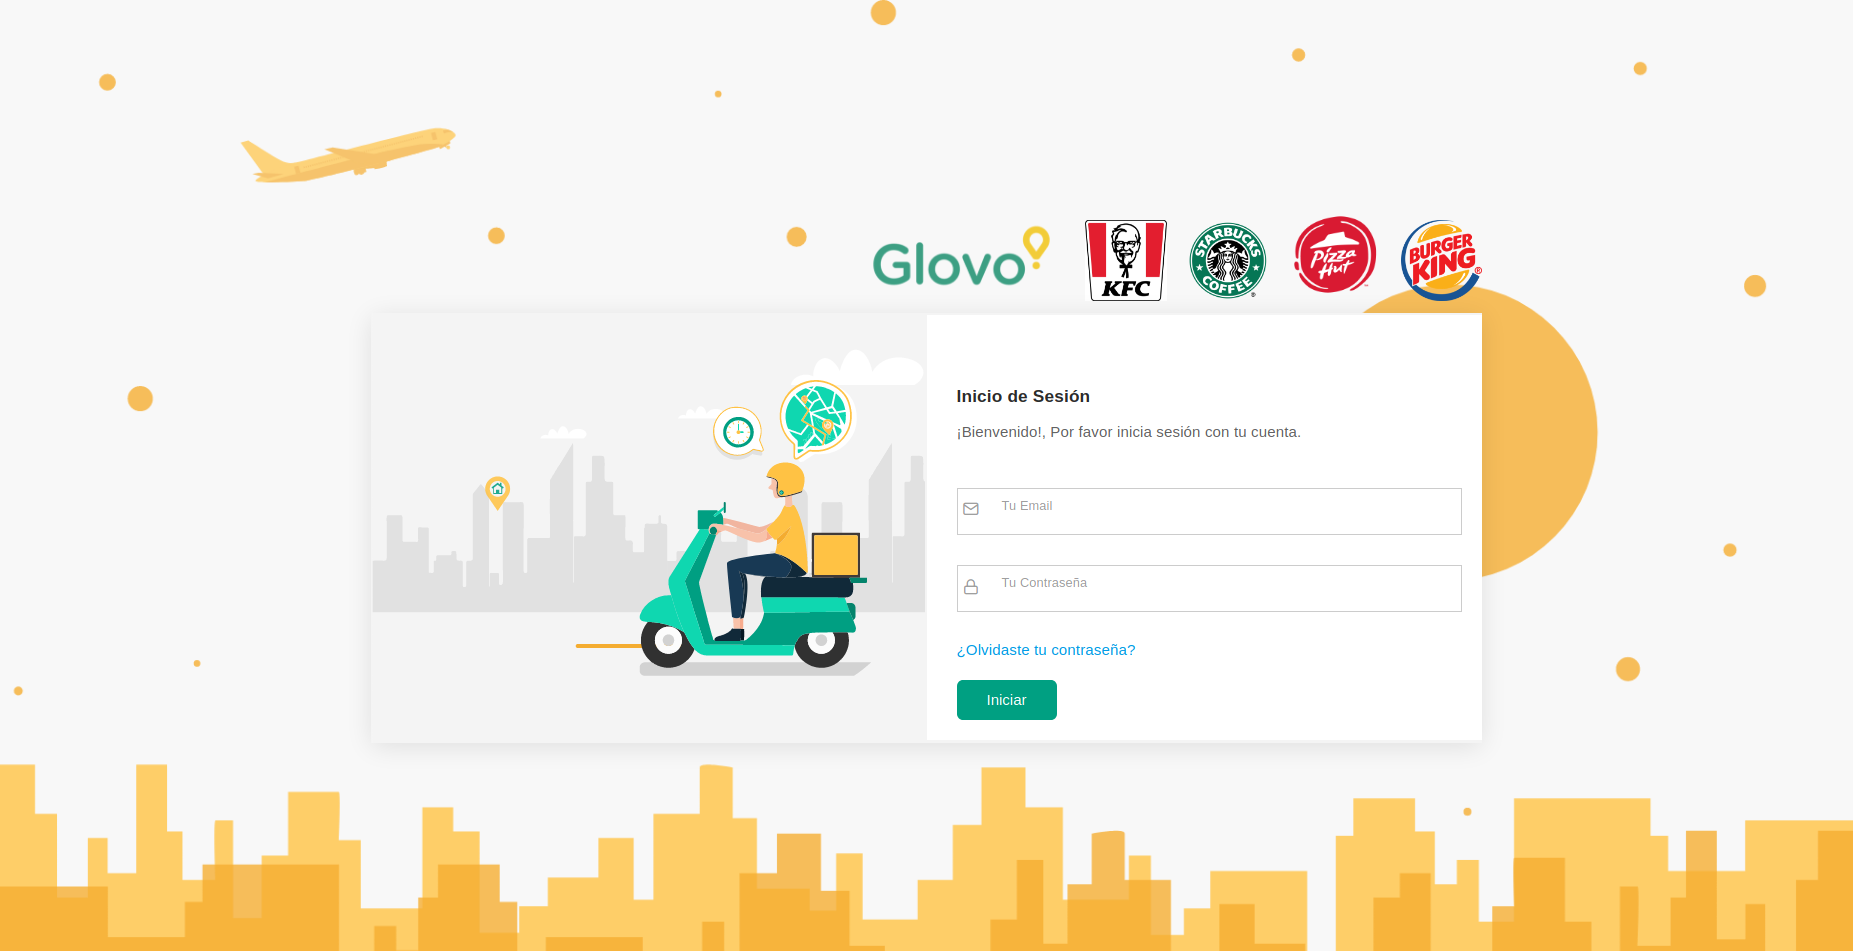 Glovo
KFC
STARBUCKS
COFFEE
®
Pizza
Hut
BURGER
KING®
Inicio de Sesión
¡Bienvenido!, Por favor inicia sesión con tu cuenta.
Tu Email
Tu Contraseña
¿Olvidaste tu contraseña?
Iniciar